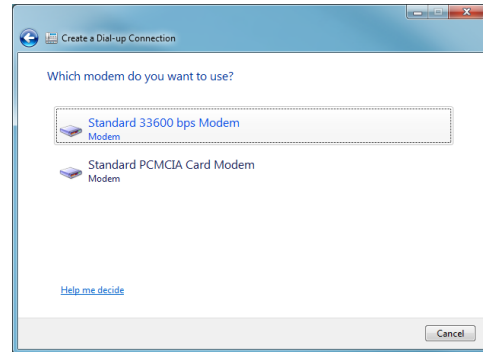 Create a Dial-up Connection
Which modem do you want to use?
Standard 33600 bps Modem
Modem
Standard PCMCIA Card Modem
Modem
Help me decide
Cancel